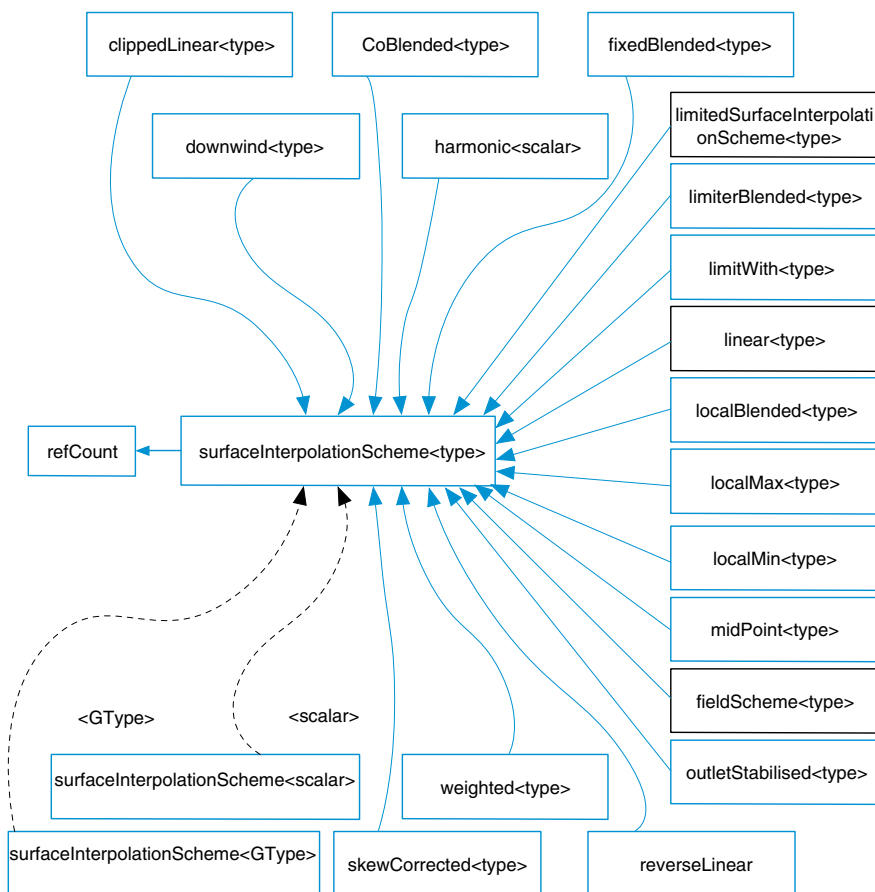 clippedLinear<type>
CoBlended<type>
fixedBlended<type>
limitedSurfaceInterpolati
onScheme<type>
downwind<type>
harmonic<scalar>
limiterBlended<type>
limitWith<type>
linear<type>
localBlended<type>
refCount
surfaceInterpolationScheme<type>
localMax<type>
localMin<type>
midPoint<type>
fieldScheme<type>
<GType>
<scalar>
outletStabilised<type>
surfaceInterpolationScheme<scalar>
weighted<type>
surfaceInterpolationScheme<GType>
skewCorrected<type>
reverseLinear